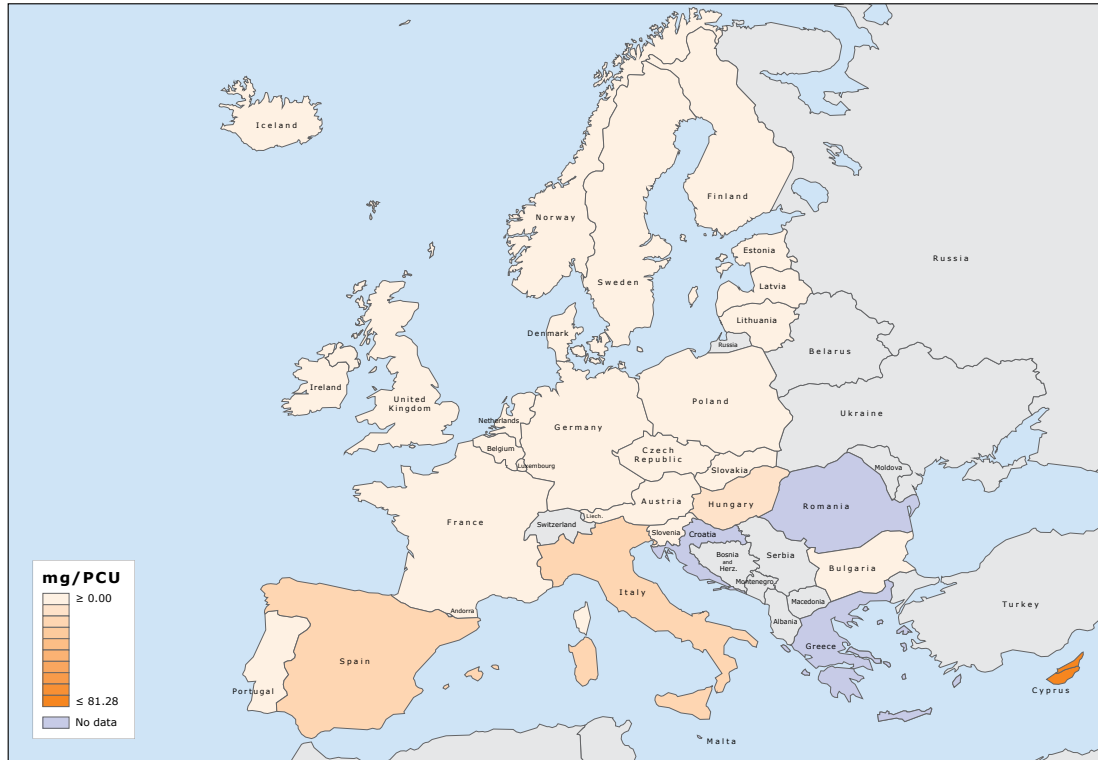 Iceland
Finland
Norway
Estonia
Russia
Sweden
Latvia
Lithuania
Denmark
Russia
Belarus
Ireland
United
Kingdom
Poland
Ukraine
Netherlands
Germany
Belgium
Czech
Republic
Luxembourg
Slovakia
Moldova
Austria
Hungary
Romania
Liech.
France
Switzerland
Slovenia
Croatia
Bosnia
and
Herz.
Serbia
Bulgaria
Montenegro
Italy
Macedonia
Turkey
Andorra
Albania
Greece
Spain
Portugal
Cyprus
Malta
mg/PCU
≥ 0.00
≤ 81.28
No data